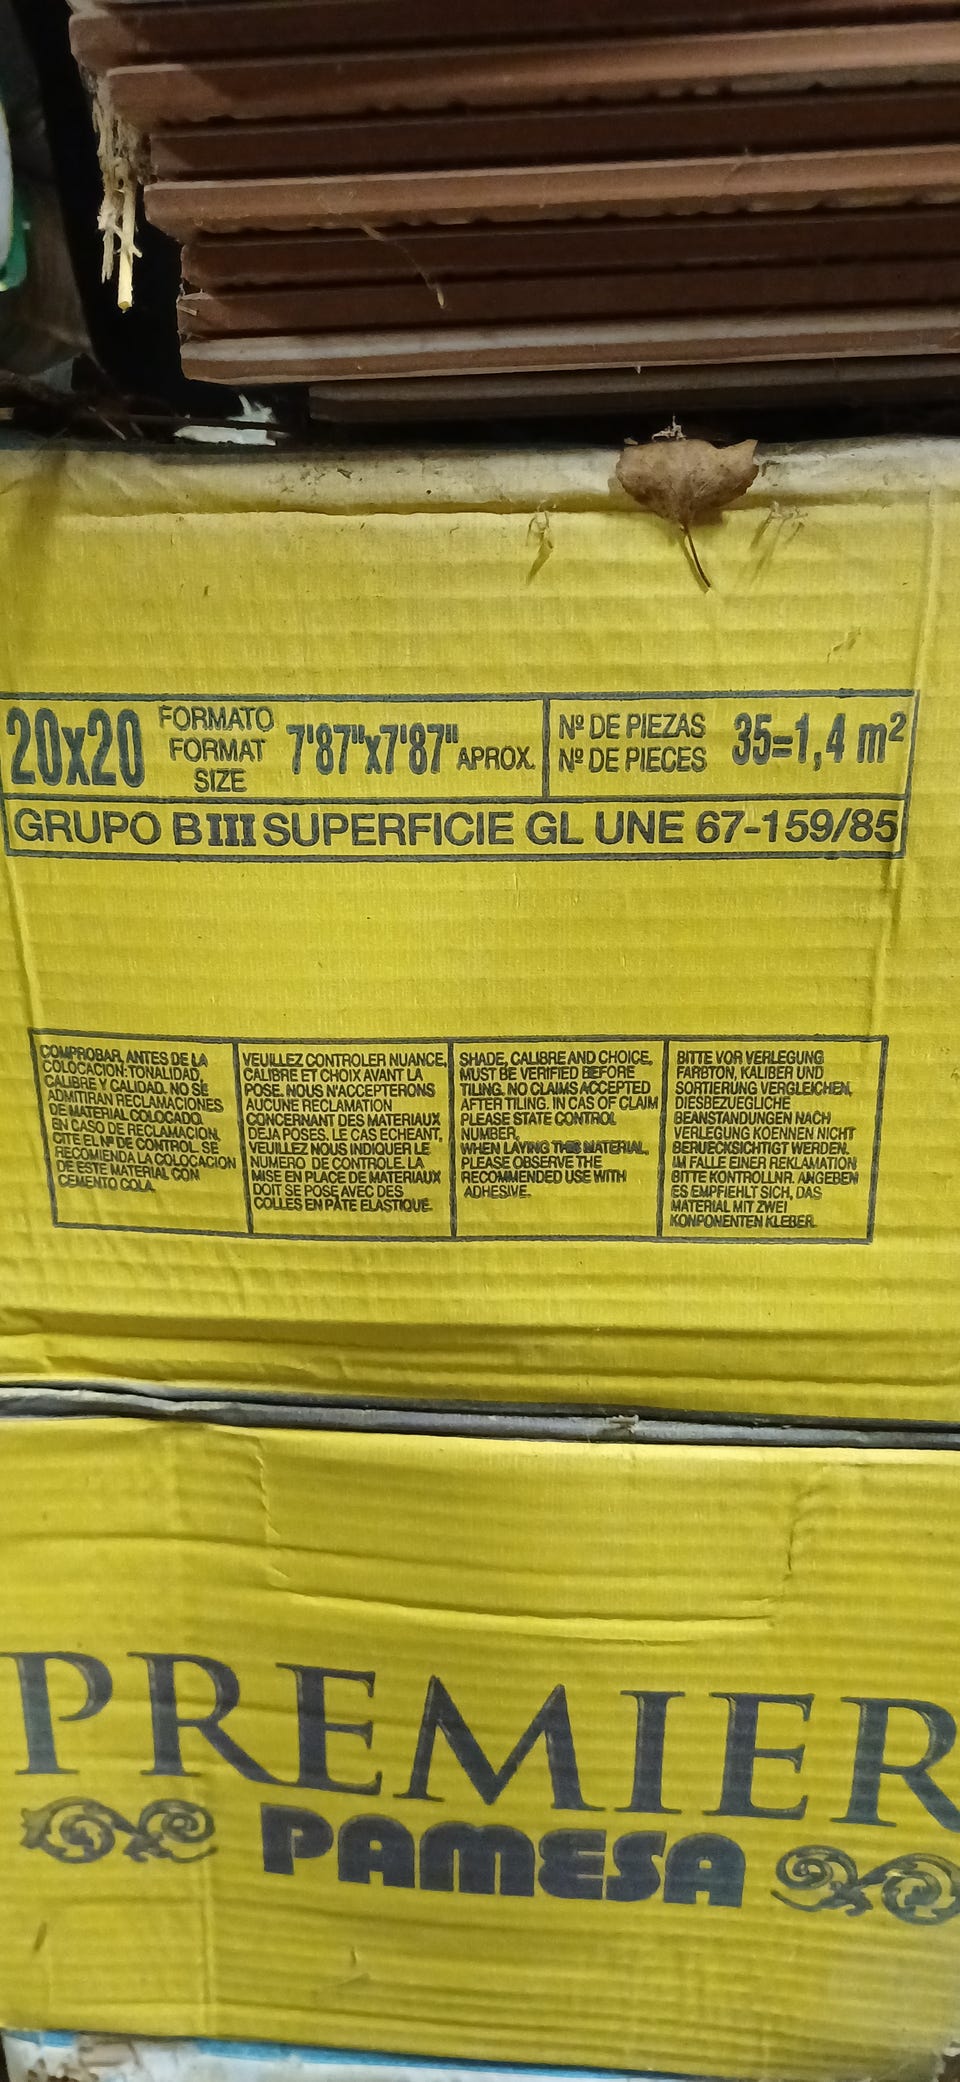 20x20 FORMATO 7'87"x7'87" APROX. Nº DE PIEZAS 35=1,4 m²
FORMAT Nº DE PIECES
SIZE
GRUPO BIII SUPERFICIE GL UNE 67-159/85
COMPROBAR, ANTES DE LA
COLOCACION: TONALIDAD,
CALIBRE Y CALIDAD. NO SE
ADMITIRAN RECLAMACIONES
DE MATERIAL COLOCADO.
EN CASO DE RECLAMACION,
CITE EL Nº DE CONTROL. SE
RECOMIENDA LA COLOCACION
DE ESTE MATERIAL CON
CEMENTO COLA.
VEUILLEZ CONTROLER NUANCE,
CALIBRE ET CHOIX AVANT LA
POSE. NOUS N'ACCEPTERONS
AUCUNE RECLAMATION
CONCERNANT DES MATERIAUX
DEJA POSES. LE CAS ECHEANT,
VEUILLEZ NOUS INDIQUER LE
NUMERO DE CONTROLE. LA
MISE EN PLACE DE MATERIAUX
DOIT SE POSE AVEC DES
COLLES EN PÂTE ELASTIQUE.
SHADE, CALIBRE AND CHOICE,
MUST BE VERIFIED BEFORE
TILING. NO CLAIMS ACCEPTED
AFTER TILING. IN CAS OF CLAIM
PLEASE STATE CONTROL
NUMBER.
WHEN LAYING THIS MATERIAL,
PLEASE OBSERVE THE
RECOMMENDED USE WITH
ADHESIVE.
BITTE VOR VERLEGUNG
FARBTON, KALIBER UND
SORTIERUNG VERGLEICHEN,
DIESBEZUEGLICHE
BEANSTANDUNGEN NACH
VERLEGUNG KOENNEN NICHT
BERUECKSICHTIGT WERDEN.
IM FALLE EINER REKLAMATION
BITTE KONTROLLNR. ANGEBEN
ES EMPFIEHLT SICH, DAS
MATERIAL MIT ZWEI
KONPONENTEN KLEBER.
PREMIER
PAMESA